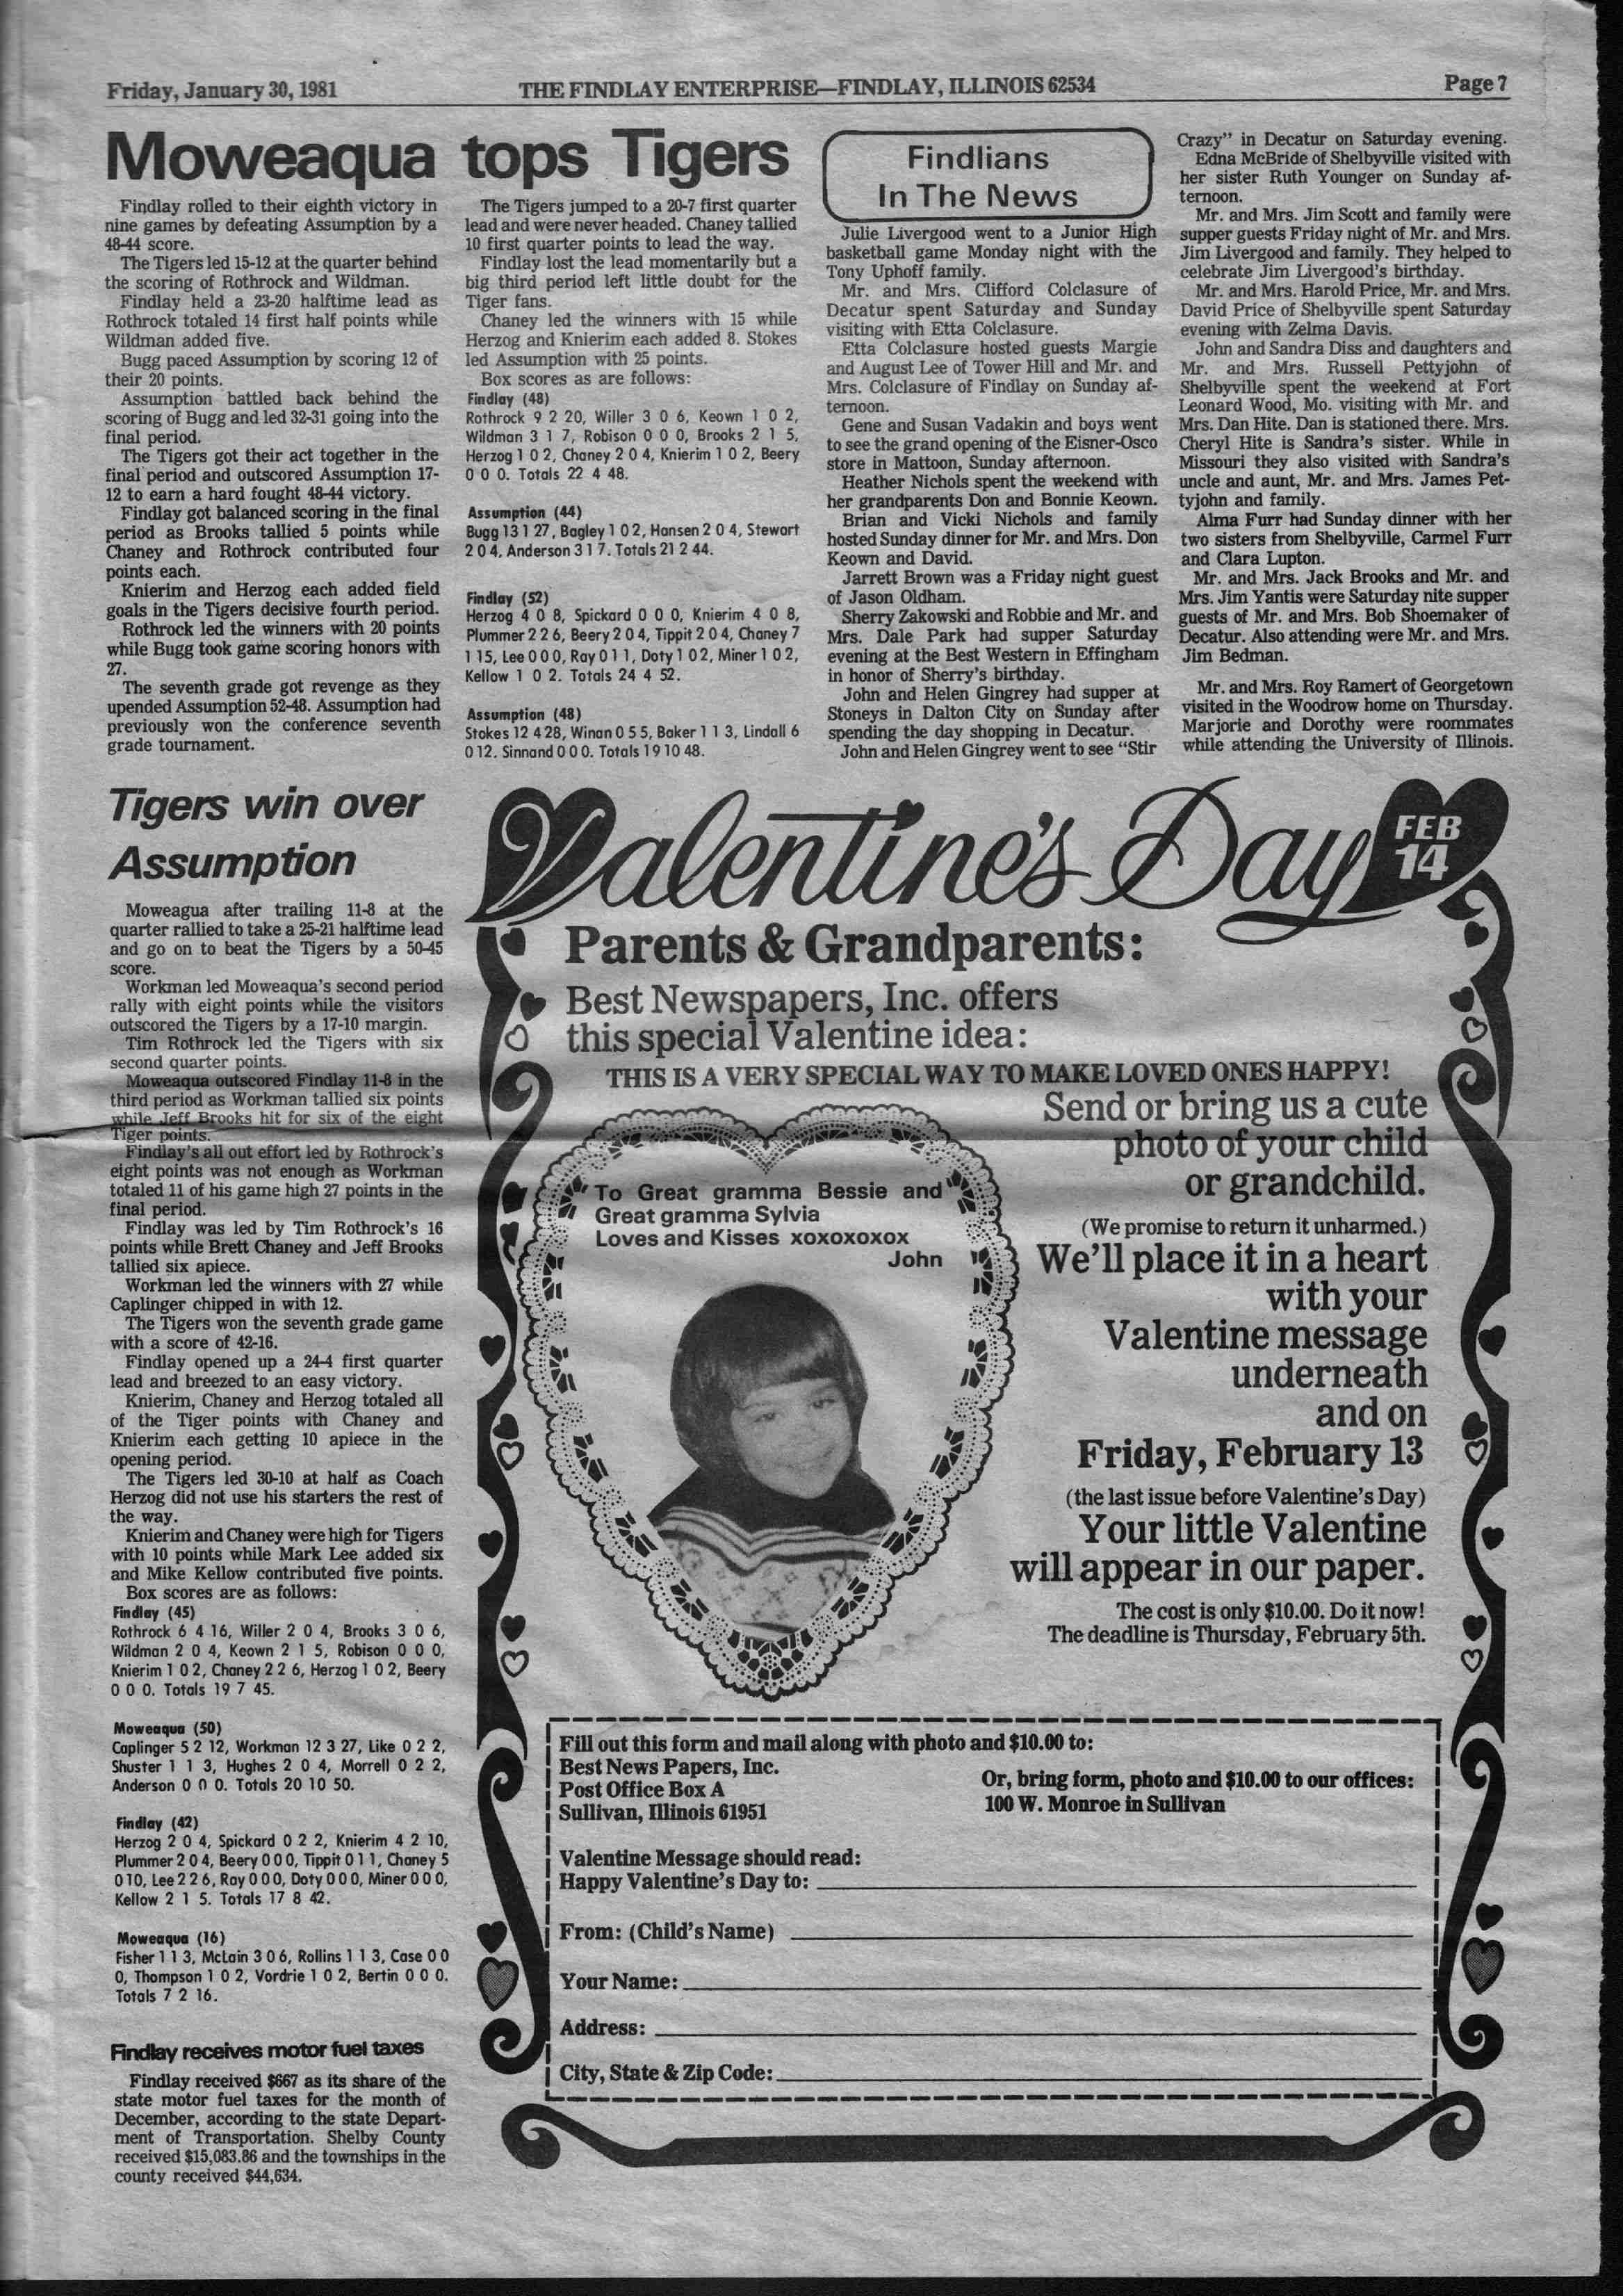 Friday, January 30, 1981
THE FINDLAY ENTERPRISE—FINDLAY, ILLINOIS 62534
Page 7
Moweaqua tops Tigers
Findlay rolled to their eighth victory in
nine games by defeating Assumption by a
48-44 score.
The Tigers led 15-12 at the quarter behind
the scoring of Rothrock and Wildman.
Findlay held a 23-20 halftime lead as
Rothrock totaled 14 first half points while
Wildman added five.
Bugg paced Assumption by scoring 12 of
their 20 points.
Assumption battled back behind the
scoring of Bugg and led 32-31 going into the
final period.
The Tigers got their act together in the
final period and outscored Assumption 17-
12 to earn a hard fought 48-44 victory.
Findlay got balanced scoring in the final
period as Brooks tallied 5 points while
Chaney and Rothrock contributed four
points each.
Knierim and Herzog each added field
goals in the Tigers decisive fourth period.
Rothrock led the winners with 20 points
while Bugg took game scoring honors with
27.
The seventh grade got revenge as they
upended Assumption 52-48. Assumption had
previously won the conference seventh
grade tournament.
The Tigers jumped to a 20-7 first quarter
lead and were never headed. Chaney tallied
10 first quarter points to lead the way.
Findlay lost the lead momentarily but a
big third period left little doubt for the
Tiger fans.
Chaney led the winners with 15 while
Herzog and Knierim each added 8. Stokes
led Assumption with 25 points.
Box scores as are follows:
Findlay (48)
Rothrock 9 2 20, Willer 3 0 6, Keown 1 0 2,
Wildman 3 1 7, Robison 0 0 0, Brooks 2 1 5,
Herzog 1 0 2, Chaney 2 0 4, Knierim 1 0 2, Beery
0 0 0. Totals 22 4 48.
Assumption (44)
Bugg 13 1 27, Bagley 1 0 2, Hansen 2 0 4, Stewart
2 0 4, Anderson 3 1 7. Totals 21 2 44.
Findlay (52)
Herzog 4 0 8, Spickard 0 0 0, Knierim 4 0 8,
Plummer 2 2 6, Beery 2 0 4, Tippit 2 0 4, Chaney 7
1 15, Lee 0 0 0, Ray 0 1 1, Doty 1 0 2, Miner 1 0 2,
Kellow 1 0 2. Totals 24 4 52.
Assumption (48)
Stokes 12 4 28, Winan 0 5 5, Baker 1 1 3, Lindall 6
0 12. Sinnand 0 0 0. Totals 19 10 48.
Findlians
In The News
Julie Livergood went to a Junior High
basketball game Monday night with the
Tony Uphoff family.
Mr. and Mrs. Clifford Colclasure of
Decatur spent Saturday and Sunday
visiting with Etta Colclasure.
Etta Colclasure hosted guests Margie
and August Lee of Tower Hill and Mr. and
Mrs. Colclasure of Findlay on Sunday af-
ternoon.
Gene and Susan Vadakin and boys went
to see the grand opening of the Eisner-Osco
store in Mattoon, Sunday afternoon.
Heather Nichols spent the weekend with
her grandparents Don and Bonnie Keown.
Brian and Vicki Nichols and family
hosted Sunday dinner for Mr. and Mrs. Don
Keown and David.
Jarrett Brown was a Friday night guest
of Jason Oldham.
Sherry Zakowski and Robbie and Mr. and
Mrs. Dale Park had supper Saturday
evening at the Best Western in Effingham
in honor of Sherry's birthday.
John and Helen Gingrey had supper at
Stoneys in Dalton City on Sunday after
spending the day shopping in Decatur.
John and Helen Gingrey went to see "Stir
Crazy" in Decatur on Saturday evening.
Edna McBride of Shelbyville visited with
her sister Ruth Younger on Sunday af-
ternoon.
Mr. and Mrs. Jim Scott and family were
supper guests Friday night of Mr. and Mrs.
Jim Livergood and family. They helped to
celebrate Jim Livergood's birthday.
Mr. and Mrs. Harold Price, Mr. and Mrs.
David Price of Shelbyville spent Saturday
evening with Zelma Davis.
John and Sandra Diss and daughters and
Mr. and Mrs. Russell Pettyjohn of
Shelbyville spent the weekend at Fort
Leonard Wood, Mo. visiting with Mr. and
Mrs. Dan Hite. Dan is stationed there. Mrs.
Cheryl Hite is Sandra's sister. While in
Missouri they also visited with Sandra's
uncle and aunt, Mr. and Mrs. James Pet-
tyjohn and family.
Alma Furr had Sunday dinner with her
two sisters from Shelbyville, Carmel Furr
and Clara Lupton.
Mr. and Mrs. Jack Brooks and Mr. and
Mrs. Jim Yantis were Saturday nite supper
guests of Mr. and Mrs. Bob Shoemaker of
Decatur. Also attending were Mr. and Mrs.
Jim Bedman.
Mr. and Mrs. Roy Ramert of Georgetown
visited in the Woodrow home on Thursday.
Marjorie and Dorothy were roommates
while attending the University of Illinois.
Tigers win over
Assumption
Moweagua after trailing 11-8 at the
quarter rallied to take a 25-21 halftime lead
and go on to beat the Tigers by a 50-45
score.
Workman led Moweaqua's second period
rally with eight points while the visitors
outscored the Tigers by a 17-10 margin.
Tim Rothrock led the Tigers with six
second quarter points.
Moweaqua outscored Findlay 11-8 in the
third period as Workman tallied six points
while Jeff Brooks hit for six of the eight
Tiger points.
Findlay's all out effort led by Rothrock's
eight points was not enough as Workman
totaled 11 of his game high 27 points in the
final period.
Findlay was led by Tim Rothrock's 16
points while Brett Chaney and Jeff Brooks
tallied six apiece.
Workman led the winners with 27 while
Caplinger chipped in with 12.
The Tigers won the seventh grade game
with a score of 42-16.
Findlay opened up a 24-4 first quarter
lead and breezed to an easy victory.
Knierim, Chaney and Herzog totaled all
of the Tiger points with Chaney and
Knierim each getting 10 apiece in the
opening period.
The Tigers led 30-10 at half as Coach
Herzog did not use his starters the rest of
the way.
Knierim and Chaney were high for Tigers
with 10 points while Mark Lee added six
and Mike Kellow contributed five points.
Box scores are as follows:
Findlay (45)
Rothrock 6 4 16, Willer 2 0 4, Brooks 3 0 6,
Wildman 2 0 4, Keown 2 1 5, Robison 0 0 0,
Knierim 1 0 2, Chaney 2 2 6, Herzog 1 0 2, Beery
0 0 0. Totals 19 7 45.
Moweaqua (50)
Caplinger 5 2 12, Workman 12 3 27, Like 0 2 2,
Shuster 1 1 3, Hughes 2 0 4, Morrell 0 2 2,
Anderson 0 0 0. Totals 20 10 50.
Findlay (42)
Herzog 2 0 4, Spickard 0 2 2, Knierim 4 2 10,
Plummer 2 0 4, Beery 0 0 0, Tippit 0 1 1, Chaney 5
0 10, Lee 2 2 6, Ray 0 0 0, Doty 0 0 0, Miner 0 0 0,
Kellow 2 1 5. Totals 17 8 42.
Moweaqua (16)
Fisher 1 1 3, McLain 3 0 6, Rollins 1 1 3, Case 0 0
0, Thompson 1 0 2, Vordrie 1 0 2, Bertin 0 0 0.
Totals 7 2 16.
Findlay receives motor fuel taxes
Findlay received $667 as its share of the
state motor fuel taxes for the month of
December, according to the state Depart-
ment of Transportation. Shelby County
received $15,083.86 and the townships in the
county received $44,634.
Valentine's Day
FEB
14
Parents & Grandparents:
Best Newspapers, Inc. offers
this special Valentine idea:
THIS IS A VERY SPECIAL WAY TO MAKE LOVED ONES HAPPY!
Send or bring us a cute
photo of your child
or grandchild.
(We promise to return it unharmed.)
We'll place it in a heart
with your
Valentine message
underneath
and on
Friday, February 13
(the last issue before Valentine's Day)
Your little Valentine
will appear in our paper.
The cost is only $10.00. Do it now!
The deadline is Thursday, February 5th.
To Great gramma Bessie and
Great gramma Sylvia
Loves and Kisses xoxoxoxox
John
Fill out this form and mail along with photo and $10.00 to:
Best News Papers, Inc.
Post Office Box A
Sullivan, Illinois 61951
Or, bring form, photo and $10.00 to our offices:
100 W. Monroe in Sullivan
Valentine Message should read:
Happy Valentine's Day to:
From: (Child's Name)
Your Name:
Address:
City, State & Zip Code: